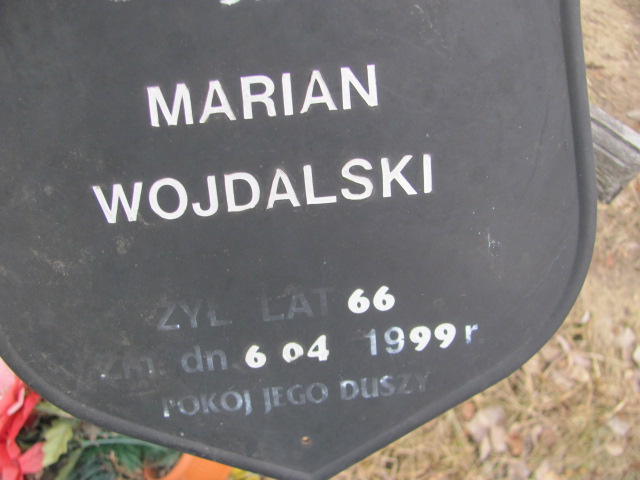 MARIAN
WOJDALSKI
ŻYŁ LAT 66
Zm. dn. 6 04 1999 r
POKÓJ JEGO DUSZY